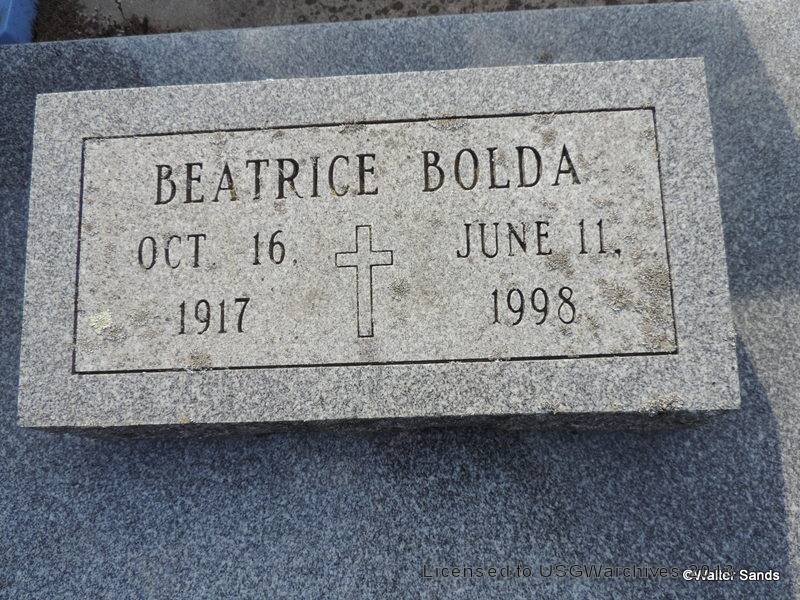 BEATRICE BOLDA
OCT. 16, JUNE 11,
1917 1998
Licensed to USGWarchives
©Walter Sands